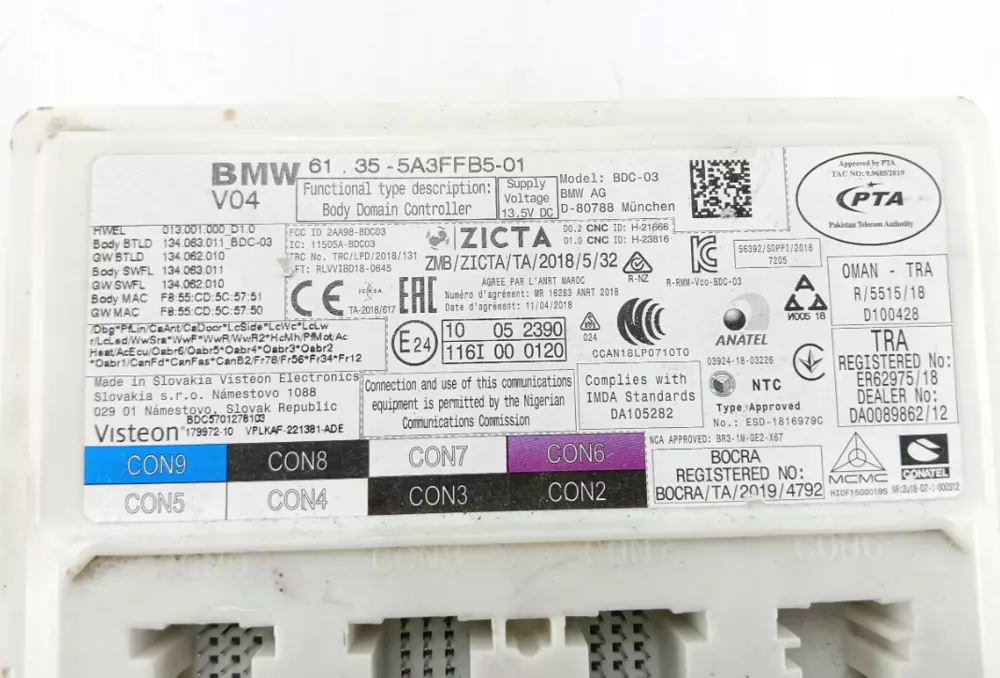 BMW 61 . 35 - 5A3FFB5-01
V04
Functional type description:
Body Domain Controller
Supply
Voltage
13.5V DC
Model: BDC-03
BMW AG
D-80788 München
Approved by PTA
TAC NO: 9.9685/2019
PTA
Pakistan Telecom Authority
HWEL 013.001.000_D1.0
Body BTLD 134.063.011_BDC-03
GW BTLD 134.062.010
Body SWFL 134.063.011
GW SWFL 134.062.010
Body MAC F8:55:CD:5C:57:51
GW MAC F8:55:CD:5C:57:50
FCC ID 2AA98-BDC03
IC: 11505A-BDC03
TRC No. TRC/LPD/2018/131
FT: RLVVIBD18-0645
ZICTA
ZMB/ZICTA/TA/2018/5/32
D0.2 CNC ID: H-21666
D1.0 CNC ID: H-23816
R-NZ
R-RMM-Vco-BDC-03
56392/SDPPI/2018
7205
OMAN - TRA
R/5515/18
D100428
CE
TA-2018/617
EAC
AGREE PAR L'ANRT MAROC
Numéro d'agrément: MR 16263 ANRT 2018
Date d'agrément: 11/04/2018
E24
10 05 2390
116I 00 0120
024
CCAN18LP0710T0
ANATEL
03924-18-03226
И005 18
TRA
REGISTERED No:
ER62975/18
DEALER No:
DA0089862/12
/Dbg*PfLin/CaAnt/CaDoor*LcSide*LcWc*LcLw
r/LcLed/WwSra*WwF*WwR/WwR2*HcMh/PfMot/Ac
Heat/AcEcu/Oabr6/Oabr5*Oabr4*Oabr3*Oabr2
*Oabr1/CanFd*CanFas*CanB2/Fr78/Fr56*Fr34*Fr12
Made in Slovakia Visteon Electronics
Slovakia s.r.o. Námestovo 1088
029 01 Námestovo, Slovak Republic
BDC5701278103
Visteon 179972-10 VPLKAF-221381-ADE
Connection and use of this communications
equipment is permitted by the Nigerian
Communications Commission
Complies with
IMDA Standards
DA105282
NTC
Type Approved
No.: ESD-1816979C
NCA APPROVED: BR3-1M-GE2-X67
BOCRA
REGISTERED NO:
BOCRA/TA/2019/4792
MCMC
HIDF15000195
CONATEL
CON9 CON8 CON7 CON6
CON5 CON4 CON3 CON2
CON9 CON8 CON7 CON6